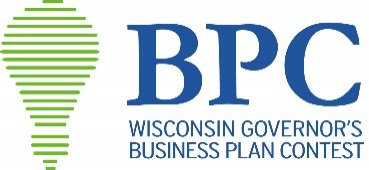 BPC
WISCONSIN GOVERNOR'S
BUSINESS PLAN CONTEST